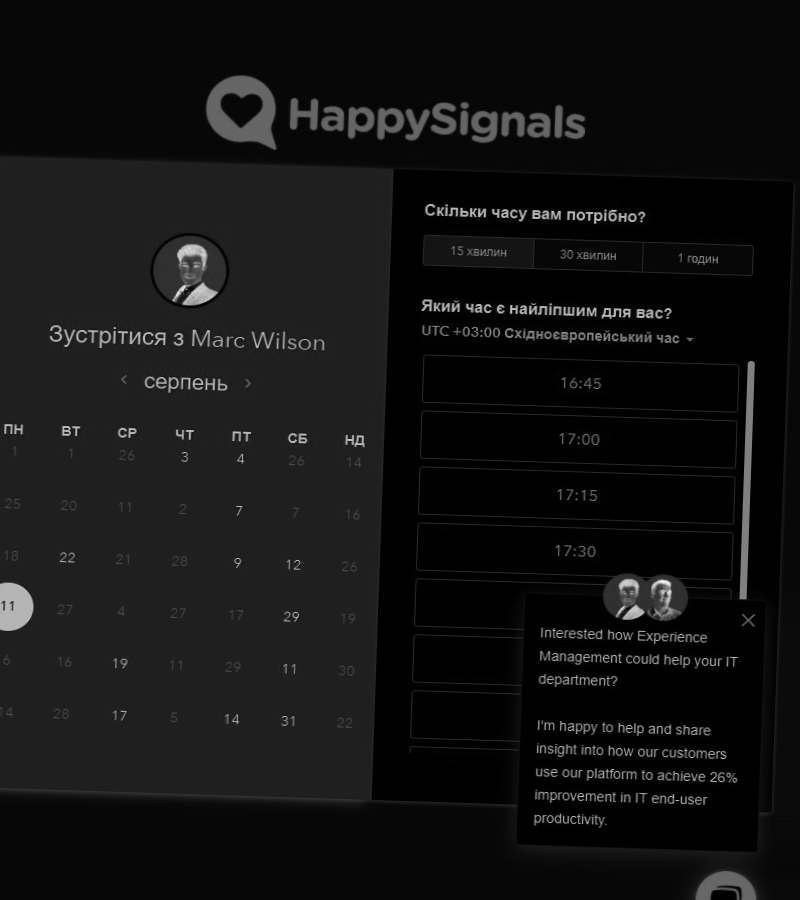 HappySignals
Зустрітися з Marc Wilson
серпень
ПН ВТ СР ЧТ ПТ СБ НД
1 1 26 3 4 26 14
25 20 11 2 7 7 16
18 22 21 28 9 12 26
11 27 4 27 17 29 19
6 16 19 11 29 11 30
14 28 17 5 14 31 22
Скільки часу вам потрібно?
15 хвилин 30 хвилин 1 годин
Який час є найліпшим для вас?
UTC +03:00 Східноєвропейський час
16:45
17:00
17:15
17:30
Interested how Experience
Management could help your IT
department?
I'm happy to help and share
insight into how our customers
use our platform to achieve 26%
improvement in IT end-user
productivity.